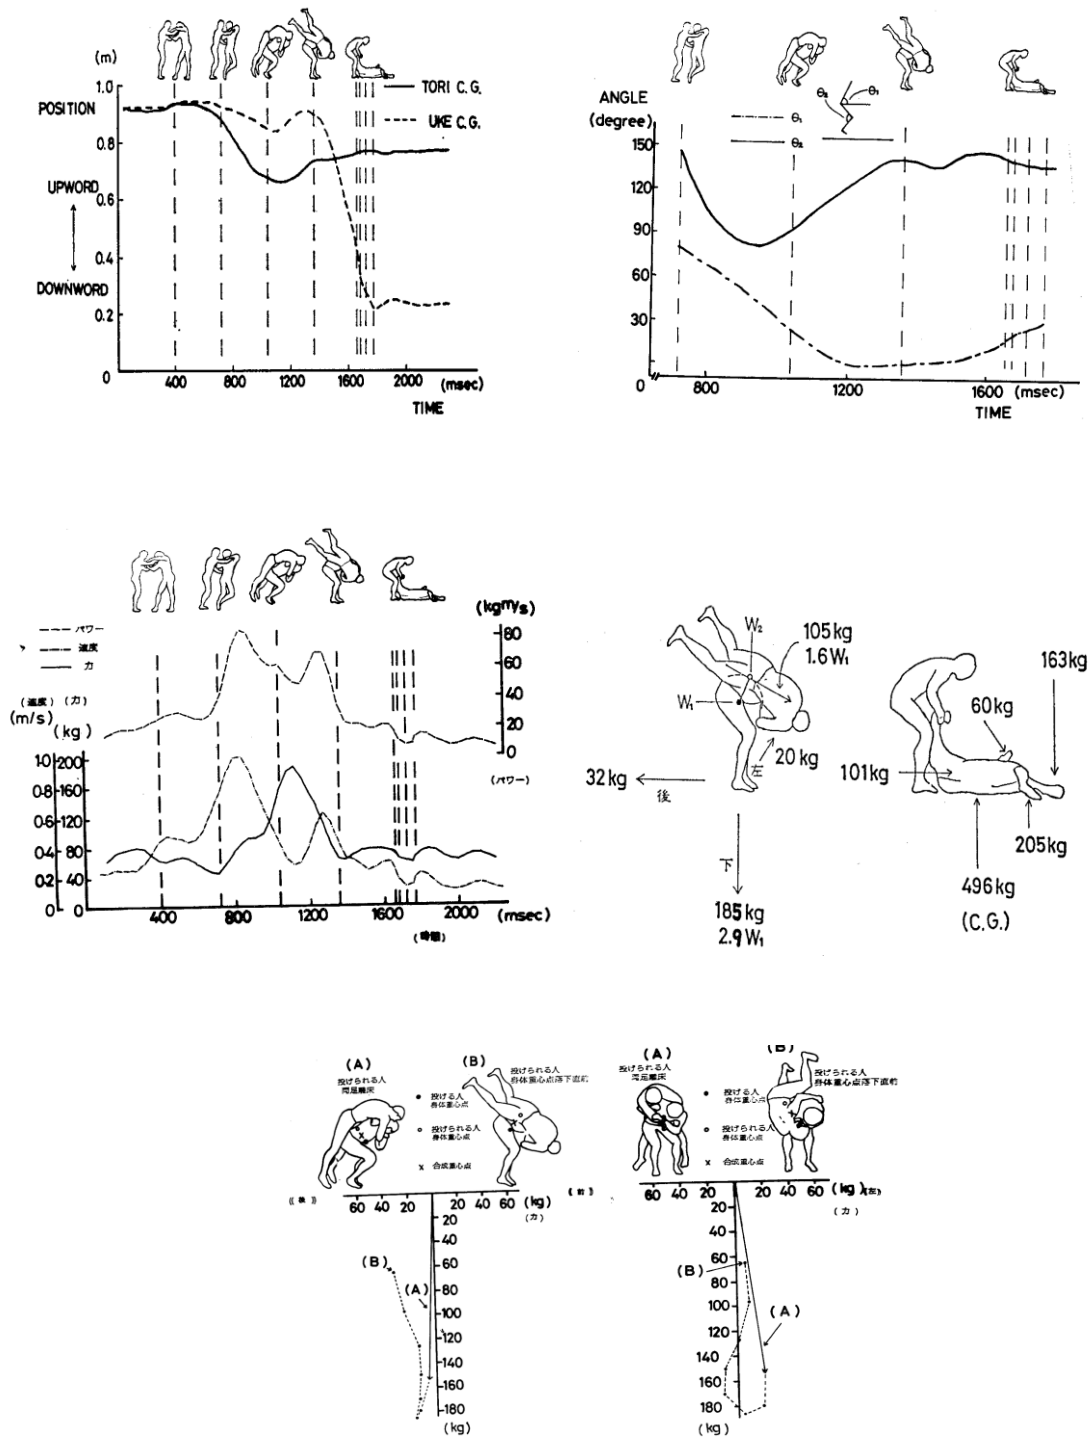 (m)
1.0
POSITION
0.8
UPWORD
0.6
0.4
DOWNWORD
0.2
0
400 800 1200 1600 2000 (msec)
TIME
TORI C.G.
UKE C.G.
ANGLE
(degree)
θ₁
θ₂
θ₁
θ₂
150
120
90
60
30
0
800 1200 1600 (msec)
TIME
パワー
速度
力
(速度) (力)
(m/s) (kg)
1.0 200
0.8 160
0.6 120
0.4 80
0.2 40
0 0
400 800 1200 1600 2000 (msec)
(時間)
(kgm/s)
80
60
40
20
0
(パワー)
W₂
105kg
1.6W₁
W₁
20kg
左
32kg
後
下
185kg
2.9W₁
163kg
60kg
101kg
205kg
496kg
(C.G.)
(A)
投げられる人
両足離床
(B)
投げられる人
身体重心点落下直前
• 投げる人
身体重心点
○ 投げられる人
身体重心点
x 合成重心点
(後)
60 40 20
20 40 60 (kg)
(前)
(力)
20
40
60
80
100
120
140
160
180
(kg)
(B)
(A)
(A)
投げられる人
両足離床
(B)
投げられる人
身体重心点落下直前
• 投げる人
身体重心点
○ 投げられる人
身体重心点
x 合成重心点
60 40 20
20 40 60 (kg) (左)
(力)
20
40
60
80
100
120
140
160
180
(kg)
(B)
(A)